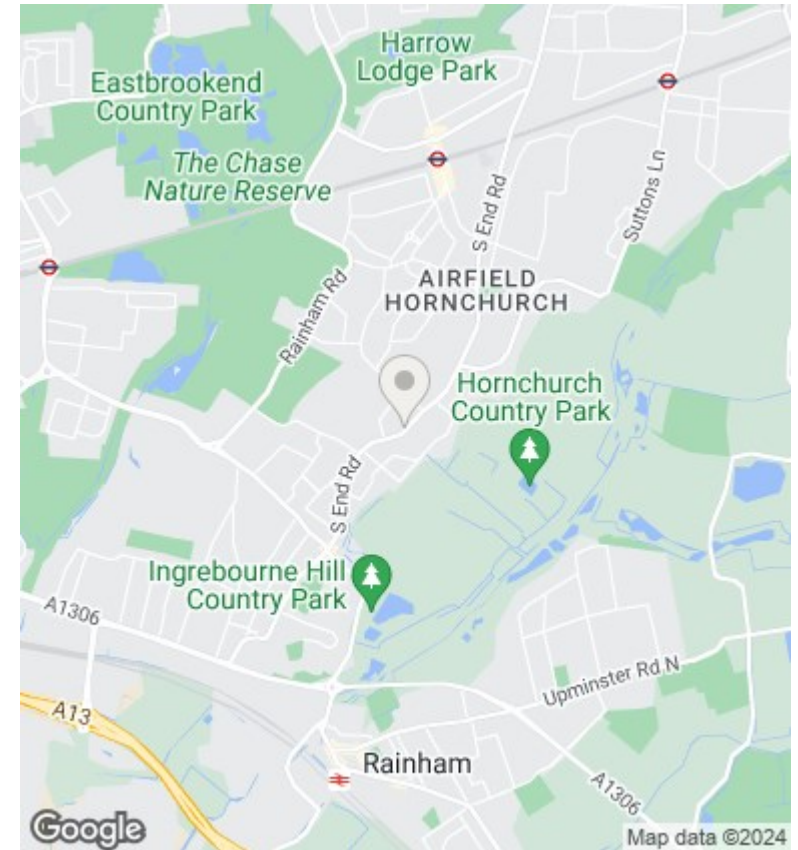 Harrow
Lodge Park
Eastbrookend
Country Park
The Chase
Nature Reserve
S End Rd
Suttons Ln
AIRFIELD
HORNCHURCH
Rainham Rd
Hornchurch
Country Park
S End Rd
Ingrebourne Hill
Country Park
A1306
Upminster Rd N
A13
Rainham
A1306
Google
Map data ©2024